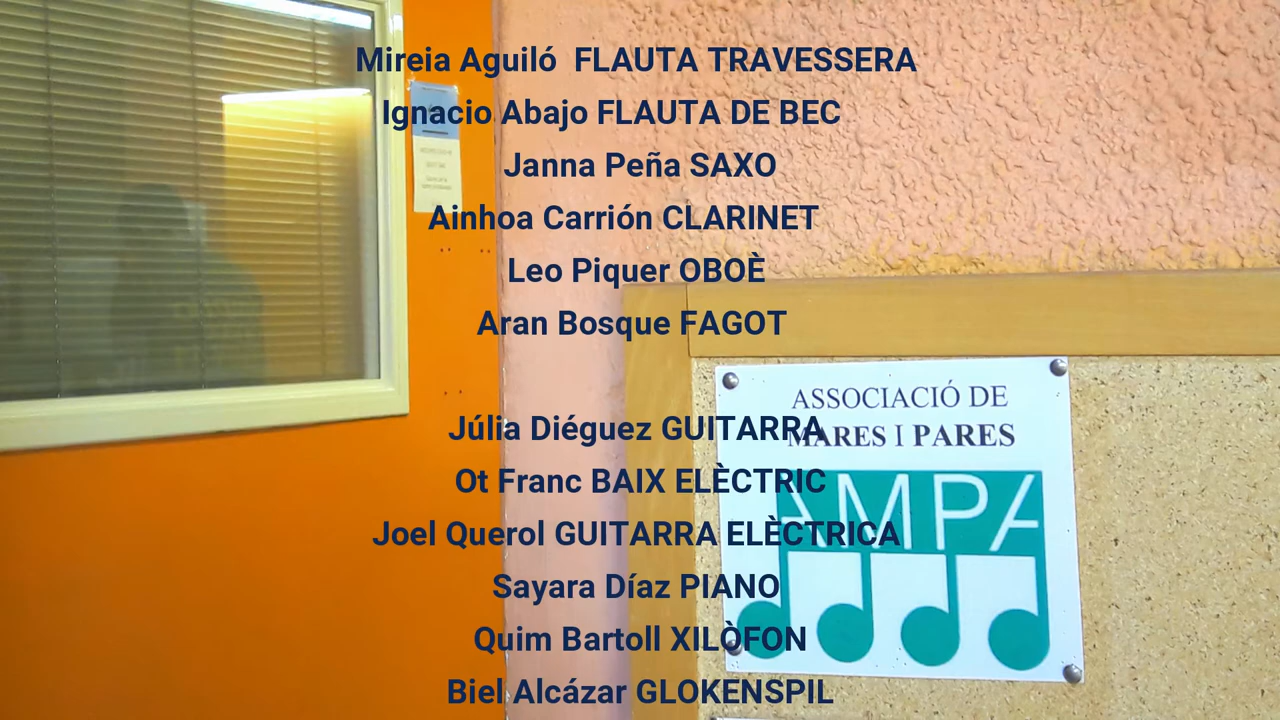 Mireia Aguiló  FLAUTA TRAVESSERA
Ignacio Abajo FLAUTA DE BEC
Janna Peña SAXO
Ainhoa Carrión CLARINET
Leo Piquer OBOÈ
Aran Bosque FAGOT
Júlia Diéguez GUITARRA
Ot Franc BAIX ELÈCTRIC
Joel Querol GUITARRA ELÈCTRICA
Sayara Díaz PIANO
Quim Bartoll XILÒFON
Biel Alcázar GLOKENSPIL
ASSOCIACIÓ DE
MARES I PARES
AMPA